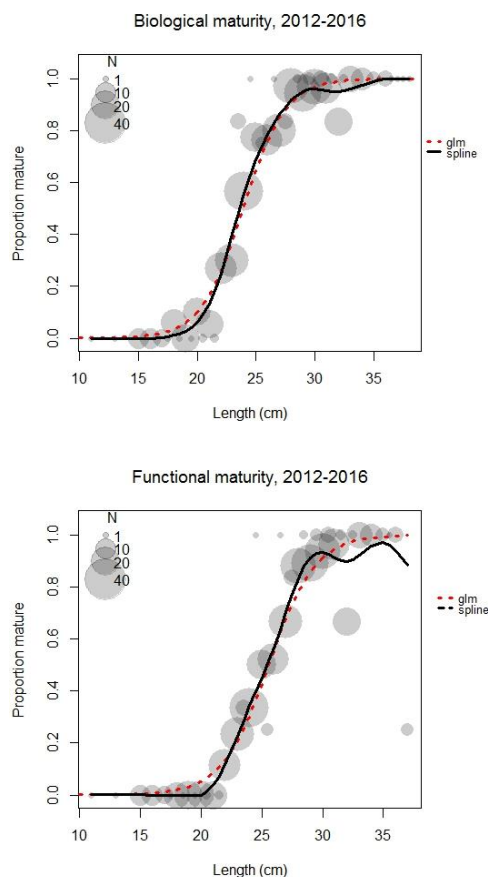 Biological maturity, 2012-2016
N
1
10
20
40
glm
spline
Proportion mature
0.0 0.2 0.4 0.6 0.8 1.0
10 15 20 25 30 35
Length (cm)
Functional maturity, 2012-2016
N
1
10
20
40
glm
spline
Proportion mature
0.0 0.2 0.4 0.6 0.8 1.0
10 15 20 25 30 35
Length (cm)